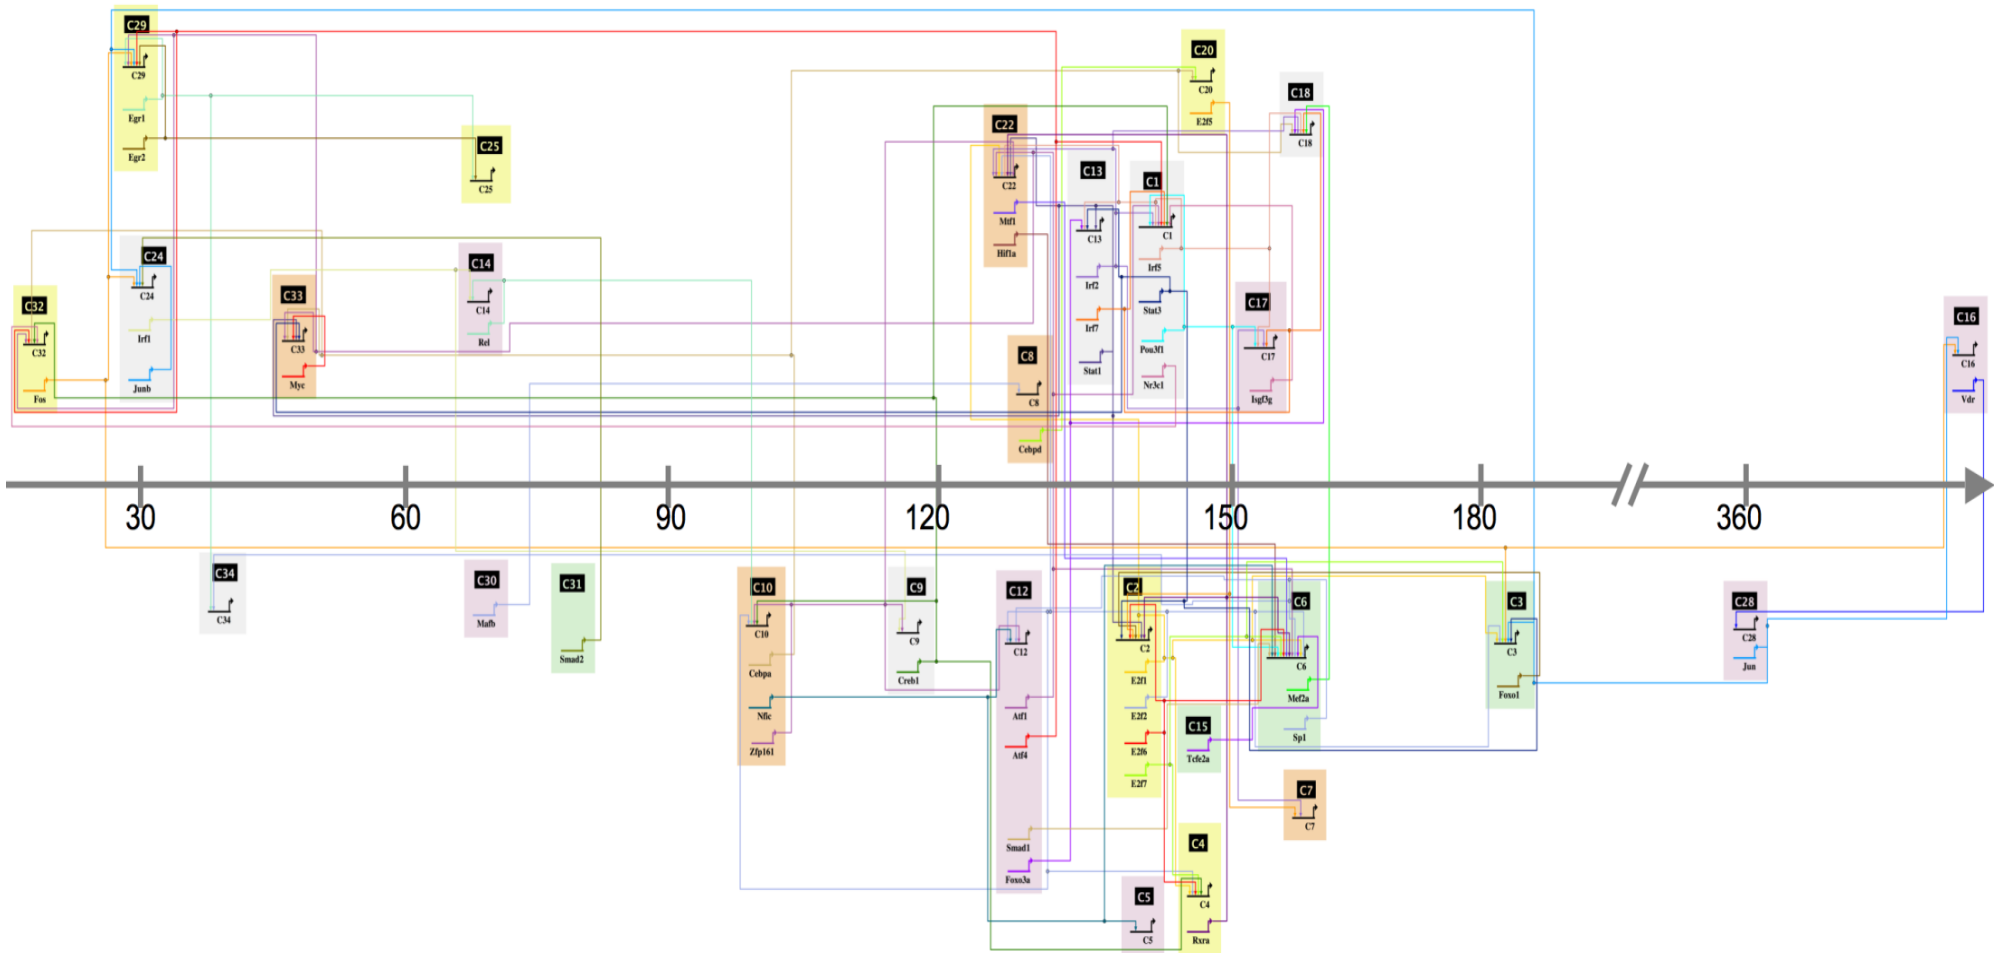 C29
C29
Egr1
Egr2
C25
C25
C20
C20
E2f5
C18
C18
C22
C22
Mtf1
Hif1a
C13
C13
Irf2
Irf7
Stat1
C1
C1
Irf5
Stat3
Pou3f1
Nr3c1
C24
C24
Irf1
Junb
C14
C14
Rel
C32
C32
Fos
C33
C33
Myc
C8
C8
Cebpd
C17
C17
Isgf3g
C16
C16
Vdr
30 60 90 120 150 180 360
C34
C34
C30
Mafb
C31
Smad2
C10
C10
Cebpa
Nfic
Zfp161
C9
C9
Creb1
C12
C12
Atf1
Atf4
Smad1
Foxo3a
C2
C2
E2f1
E2f2
E2f6
E2f7
C6
C6
Mef2a
Sp1
C15
Tcfe2a
C3
C3
Foxo1
C28
C28
Jun
C7
C7
C4
C4
Rxra
C5
C5